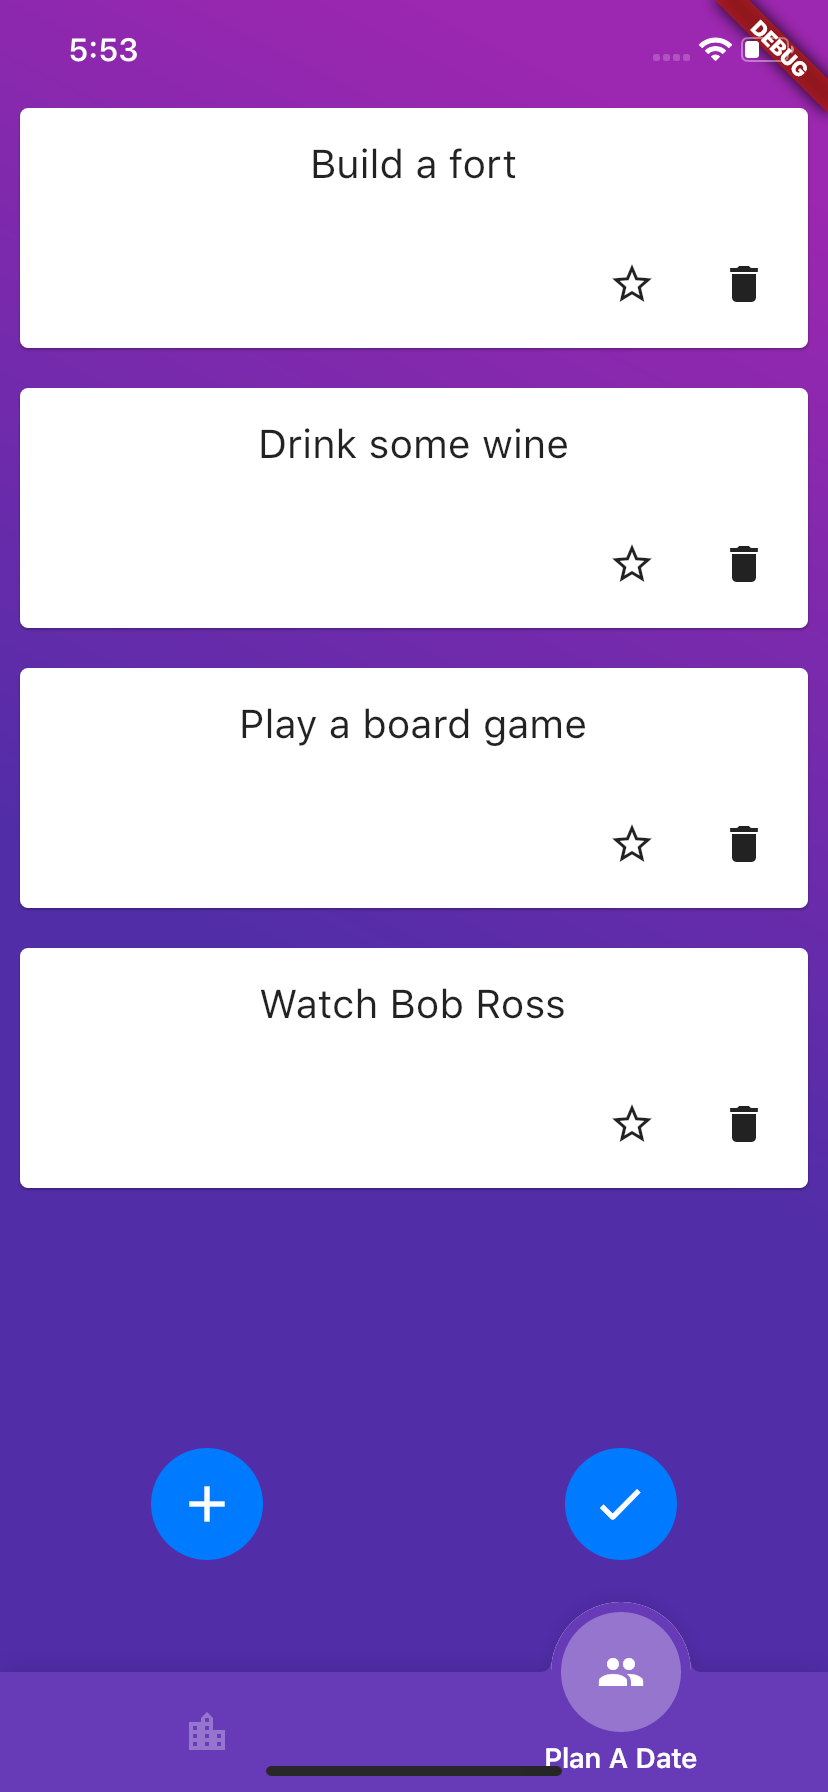 5:53
DEBUG
Build a fort
Drink some wine
Play a board game
Watch Bob Ross
Plan A Date